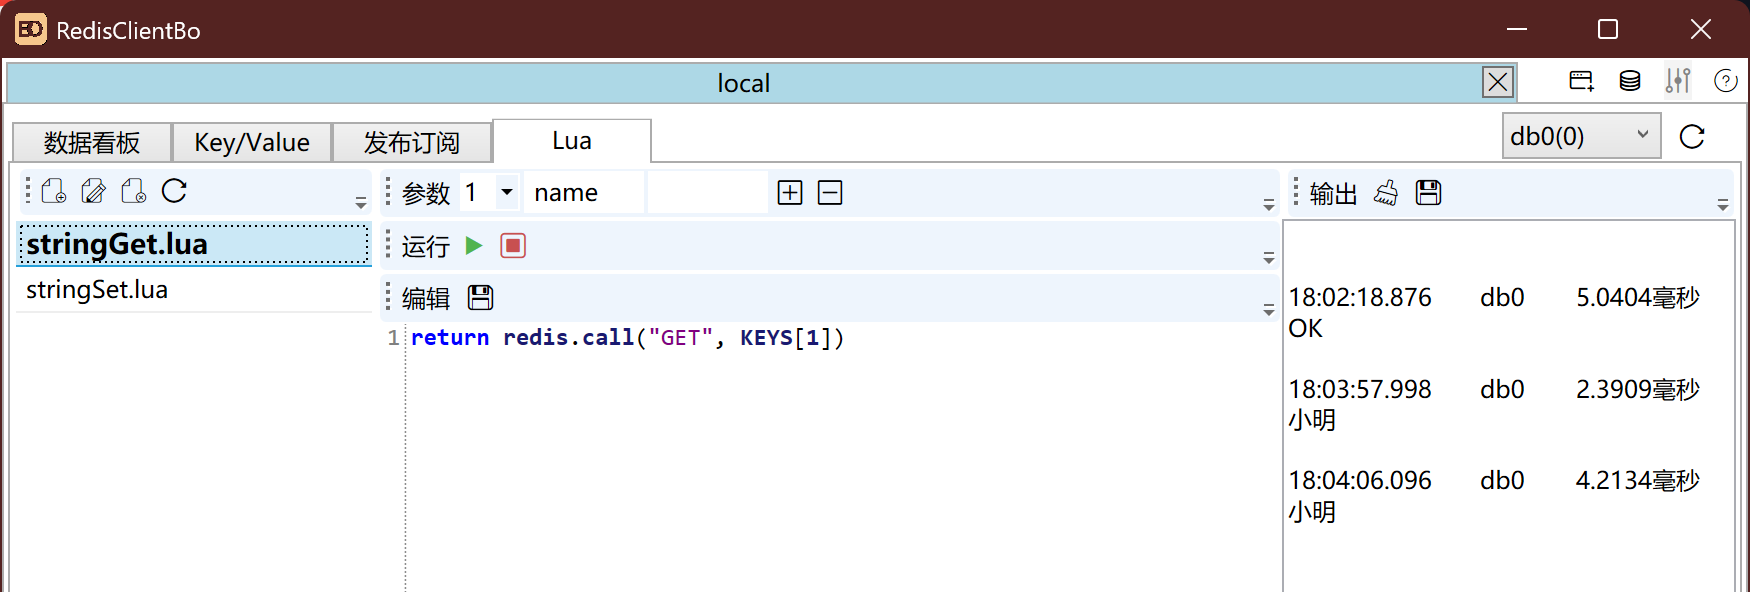 RedisClientBo
local
数据看板 Key/Value 发布订阅 Lua db0(0)
参数 1 name
输出
stringGet.lua
stringSet.lua
运行
编辑
1 return redis.call("GET", KEYS[1])
18:02:18.876 db0 5.0404毫秒
OK
18:03:57.998 db0 2.3909毫秒
小明
18:04:06.096 db0 4.2134毫秒
小明